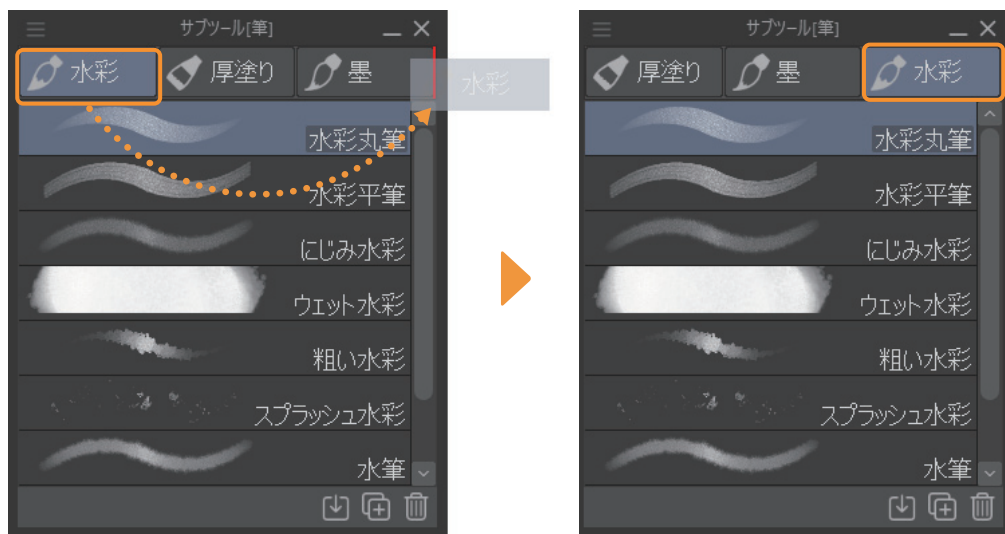 サブツール[筆]
水彩 厚塗り 墨
水彩
水彩丸筆
水彩平筆
にじみ水彩
ウェット水彩
粗い水彩
スプラッシュ水彩
水筆
サブツール[筆]
厚塗り 墨 水彩
水彩丸筆
水彩平筆
にじみ水彩
ウェット水彩
粗い水彩
スプラッシュ水彩
水筆